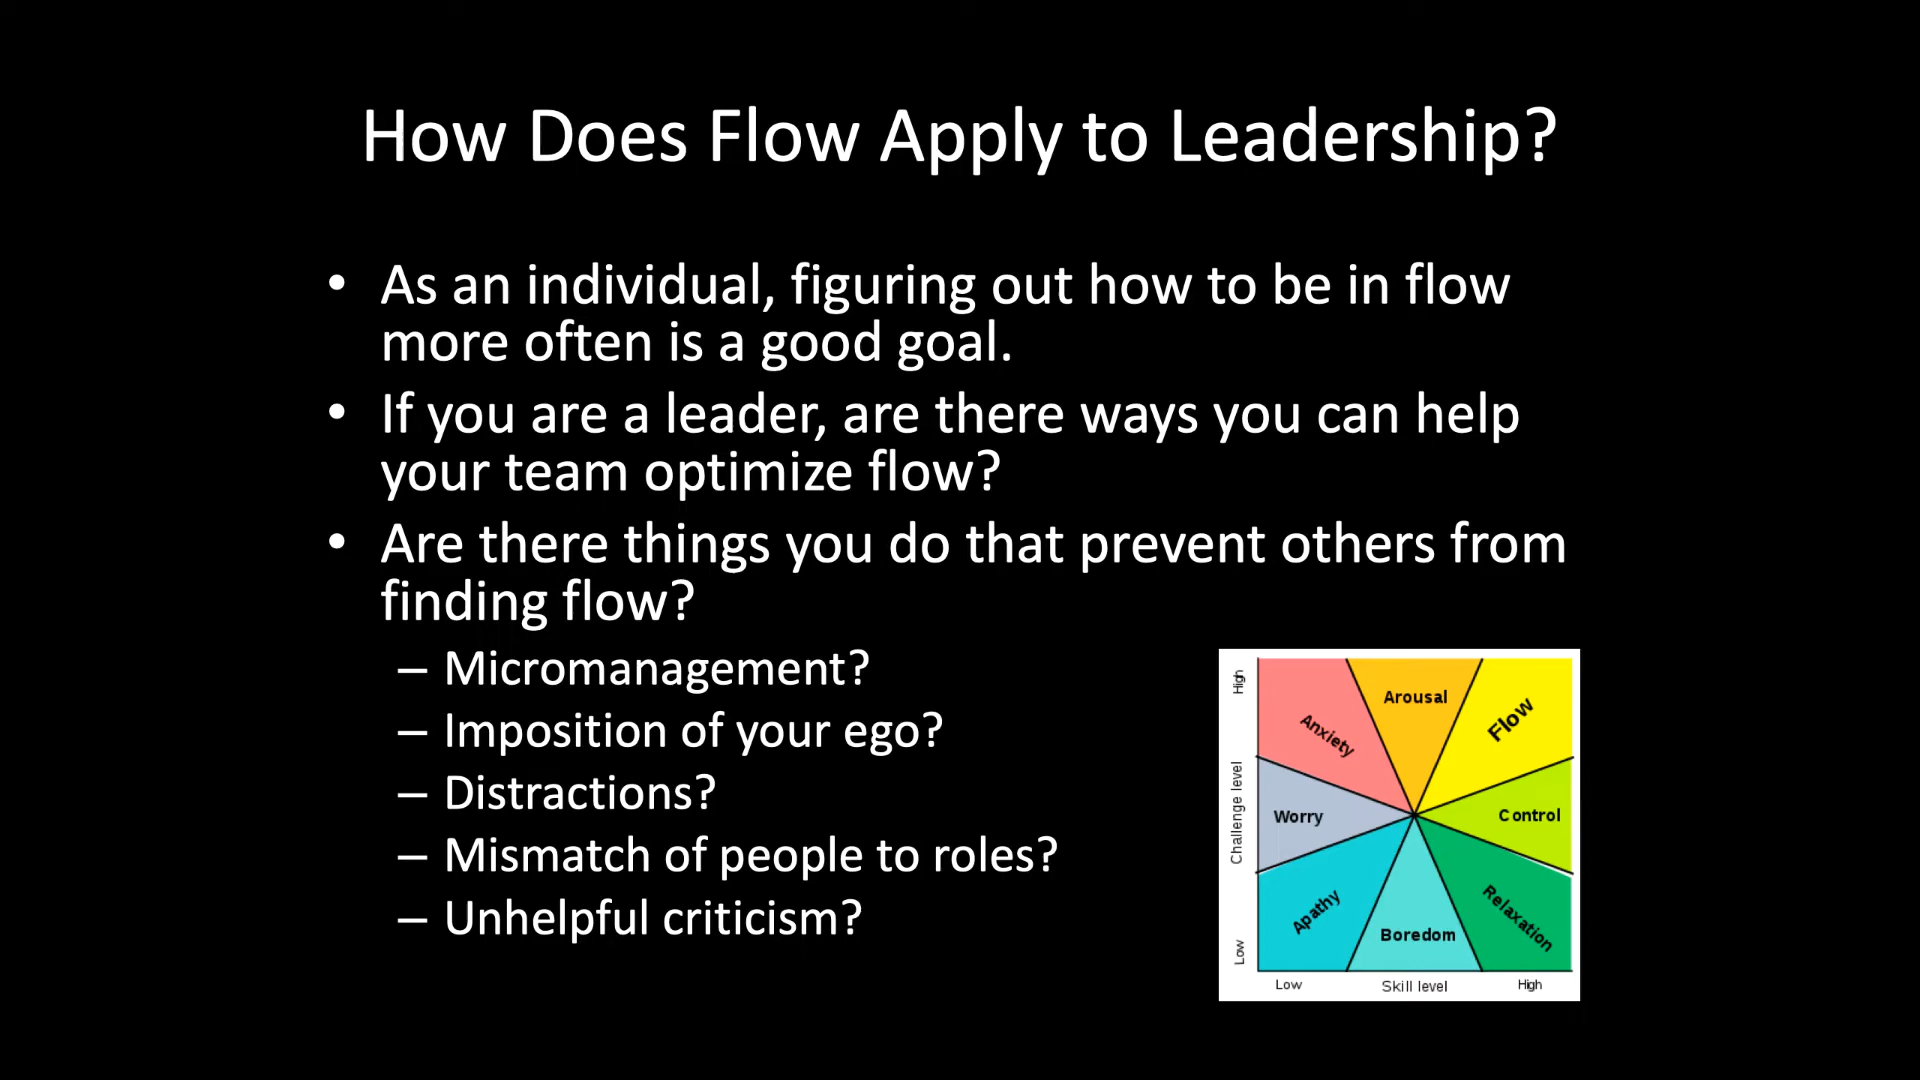 How Does Flow Apply to Leadership?
• As an individual, figuring out how to be in flow
more often is a good goal.
• If you are a leader, are there ways you can help
your team optimize flow?
• Are there things you do that prevent others from
finding flow?
– Micromanagement?
– Imposition of your ego?
– Distractions?
– Mismatch of people to roles?
– Unhelpful criticism?
High
Challenge level
Low
Anxiety
Arousal
Flow
Worry
Control
Apathy
Boredom
Relaxation
Low
Skill level
High